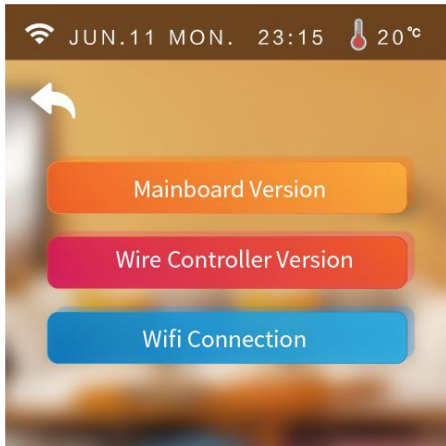 JUN.11 MON. 23:15 20°C
Mainboard Version
Wire Controller Version
Wifi Connection